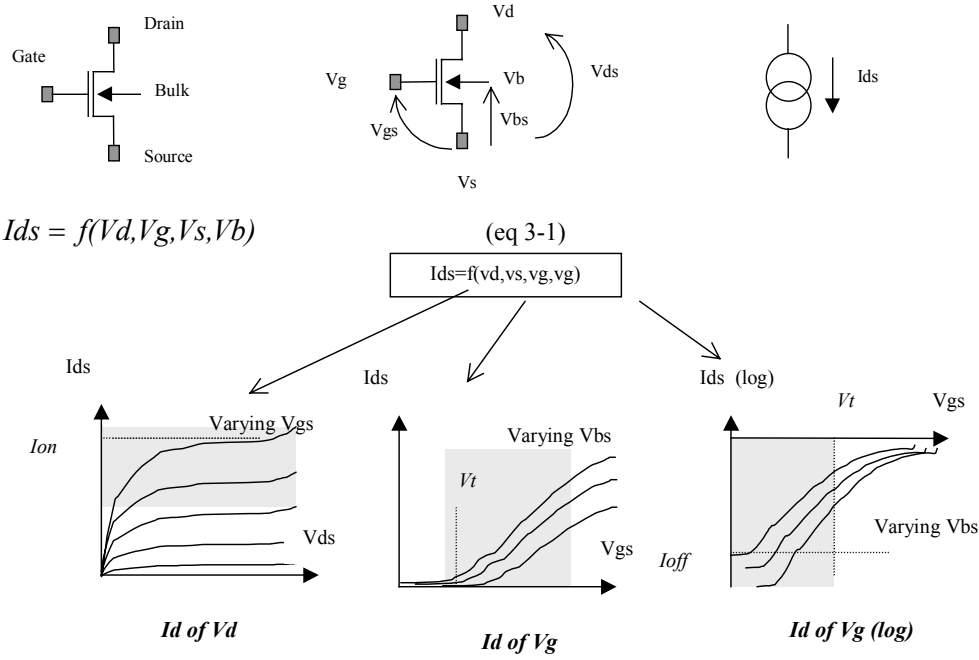 Drain
Gate
Bulk
Source
Vd
Vg
Vb
Vds
Vgs
Vbs
Vs
Ids
Ids = f(Vd,Vg,Vs,Vb)
(eq 3-1)
Ids=f(vd,vs,vg,vg)
Ids
Varying Vgs
Ion
Vds
Id of Vd
Ids
Varying Vbs
Vt
Vgs
Id of Vg
Ids (log)
Vt
Vgs
Varying Vbs
Ioff
Id of Vg (log)